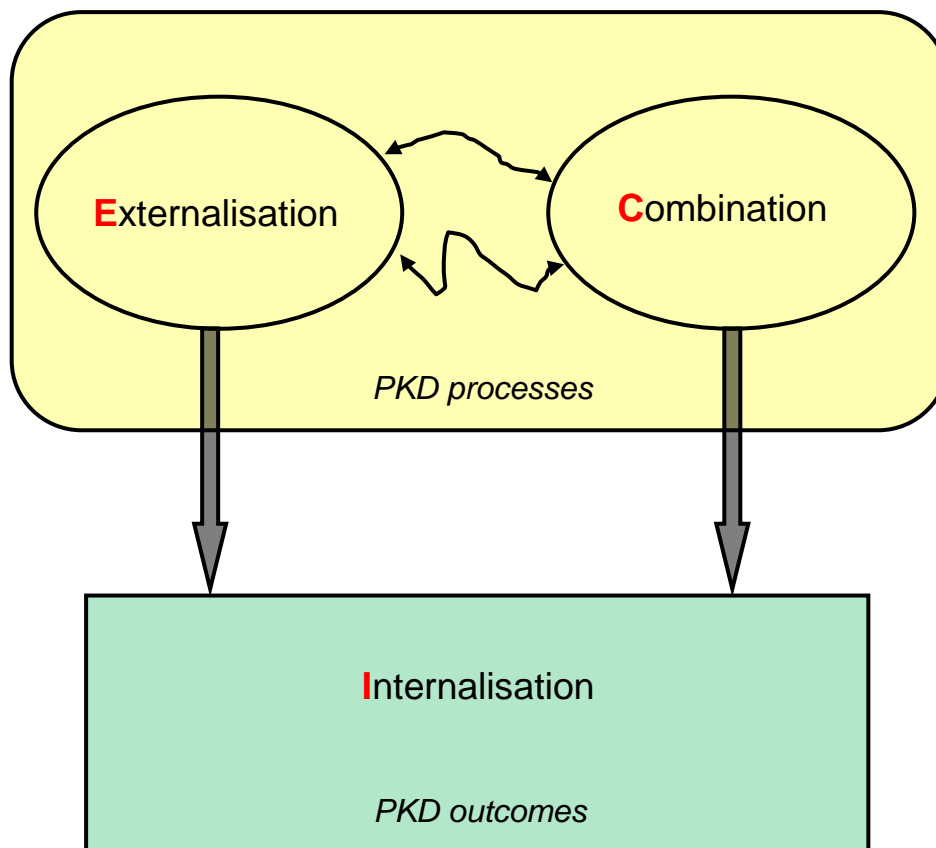 Externalisation
Combination
PKD processes
Internalisation
PKD outcomes